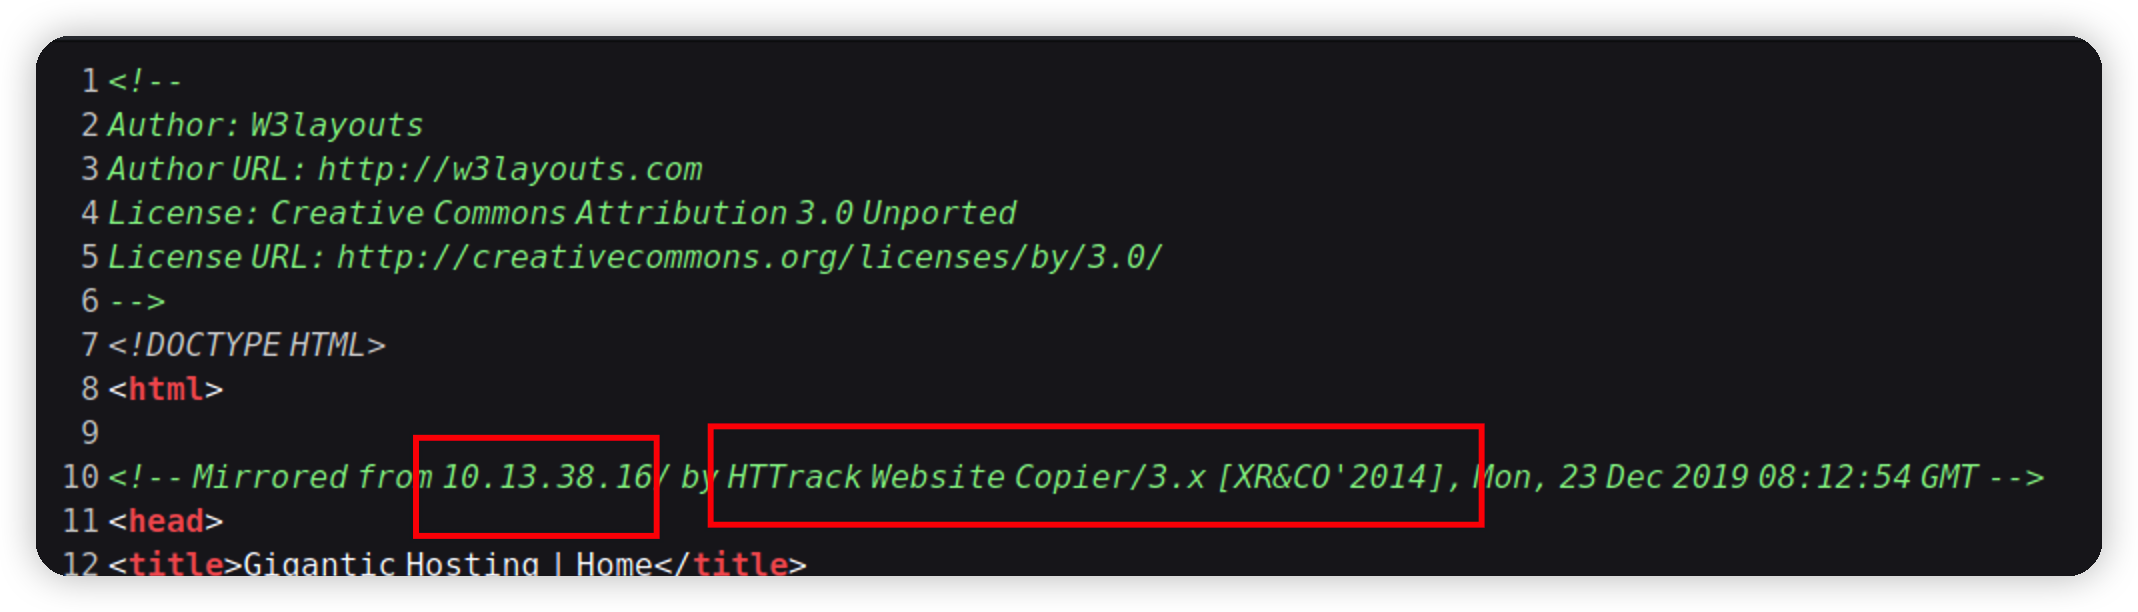 1 <!--
2 Author: W3layouts
3 Author URL: http://w3layouts.com
4 License: Creative Commons Attribution 3.0 Unported
5 License URL: http://creativecommons.org/licenses/by/3.0/
6 -->
7 <!DOCTYPE HTML>
8 <html>
9
10 <!-- Mirrored from 10.13.38.16/ by HTTrack Website Copier/3.x [XR&CO'2014], Mon, 23 Dec 2019 08:12:54 GMT -->
11 <head>
12 <title>Gigantic Hosting | Home</title>